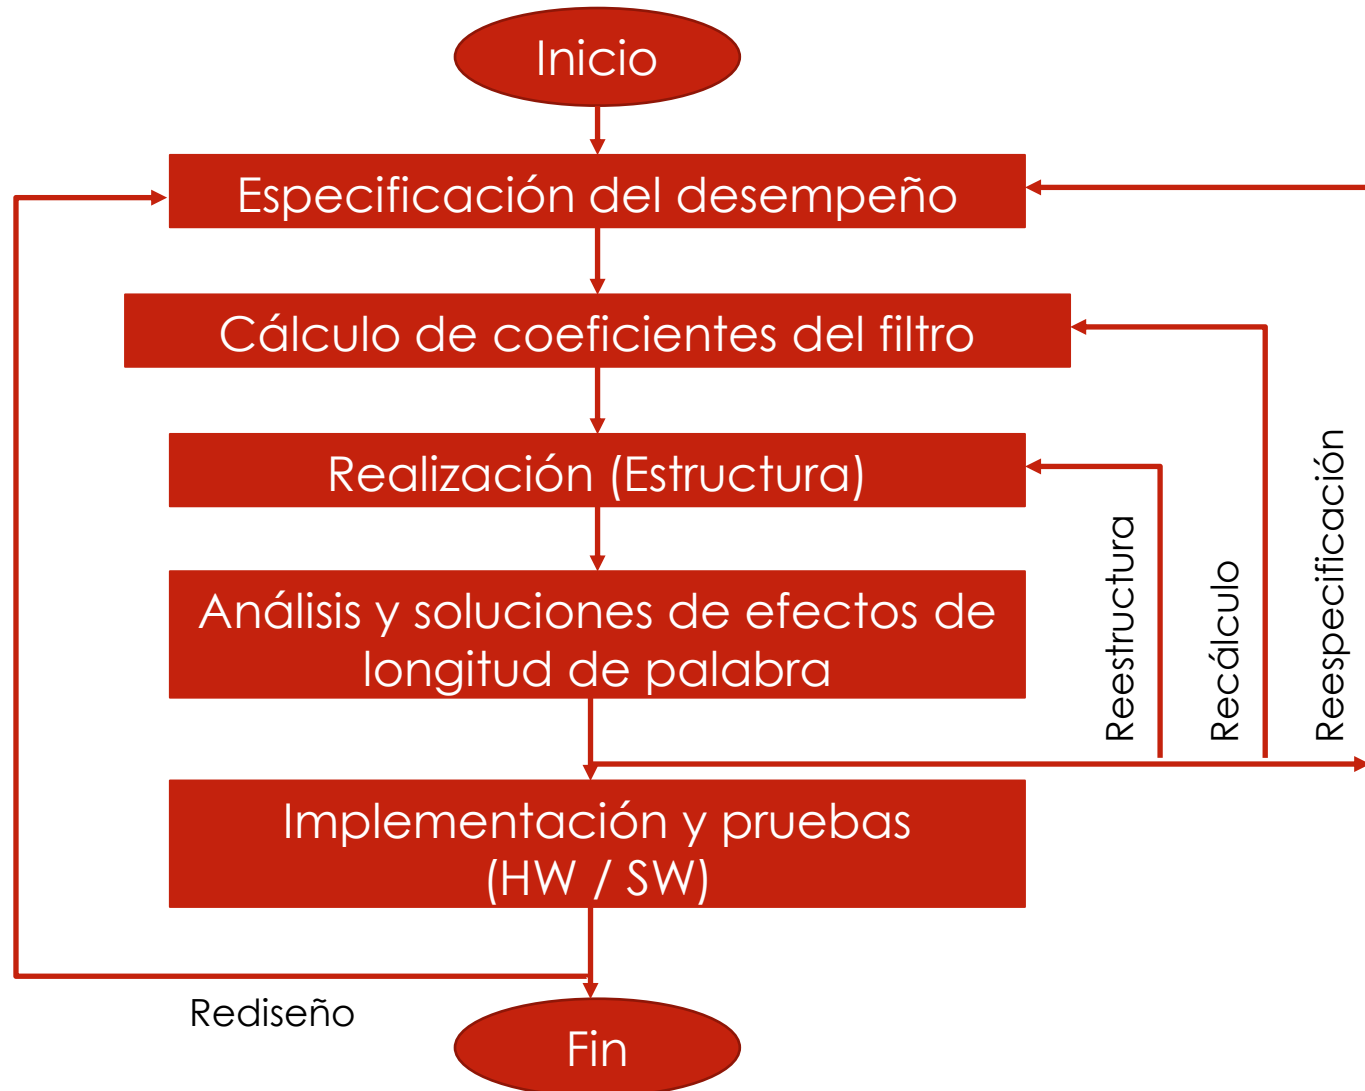 Inicio
Especificación del desempeño
Cálculo de coeficientes del filtro
Realización (Estructura)
Análisis y soluciones de efectos de
longitud de palabra
Reestructura
Recálculo
Reespecificación
Implementación y pruebas
(HW / SW)
Rediseño
Fin